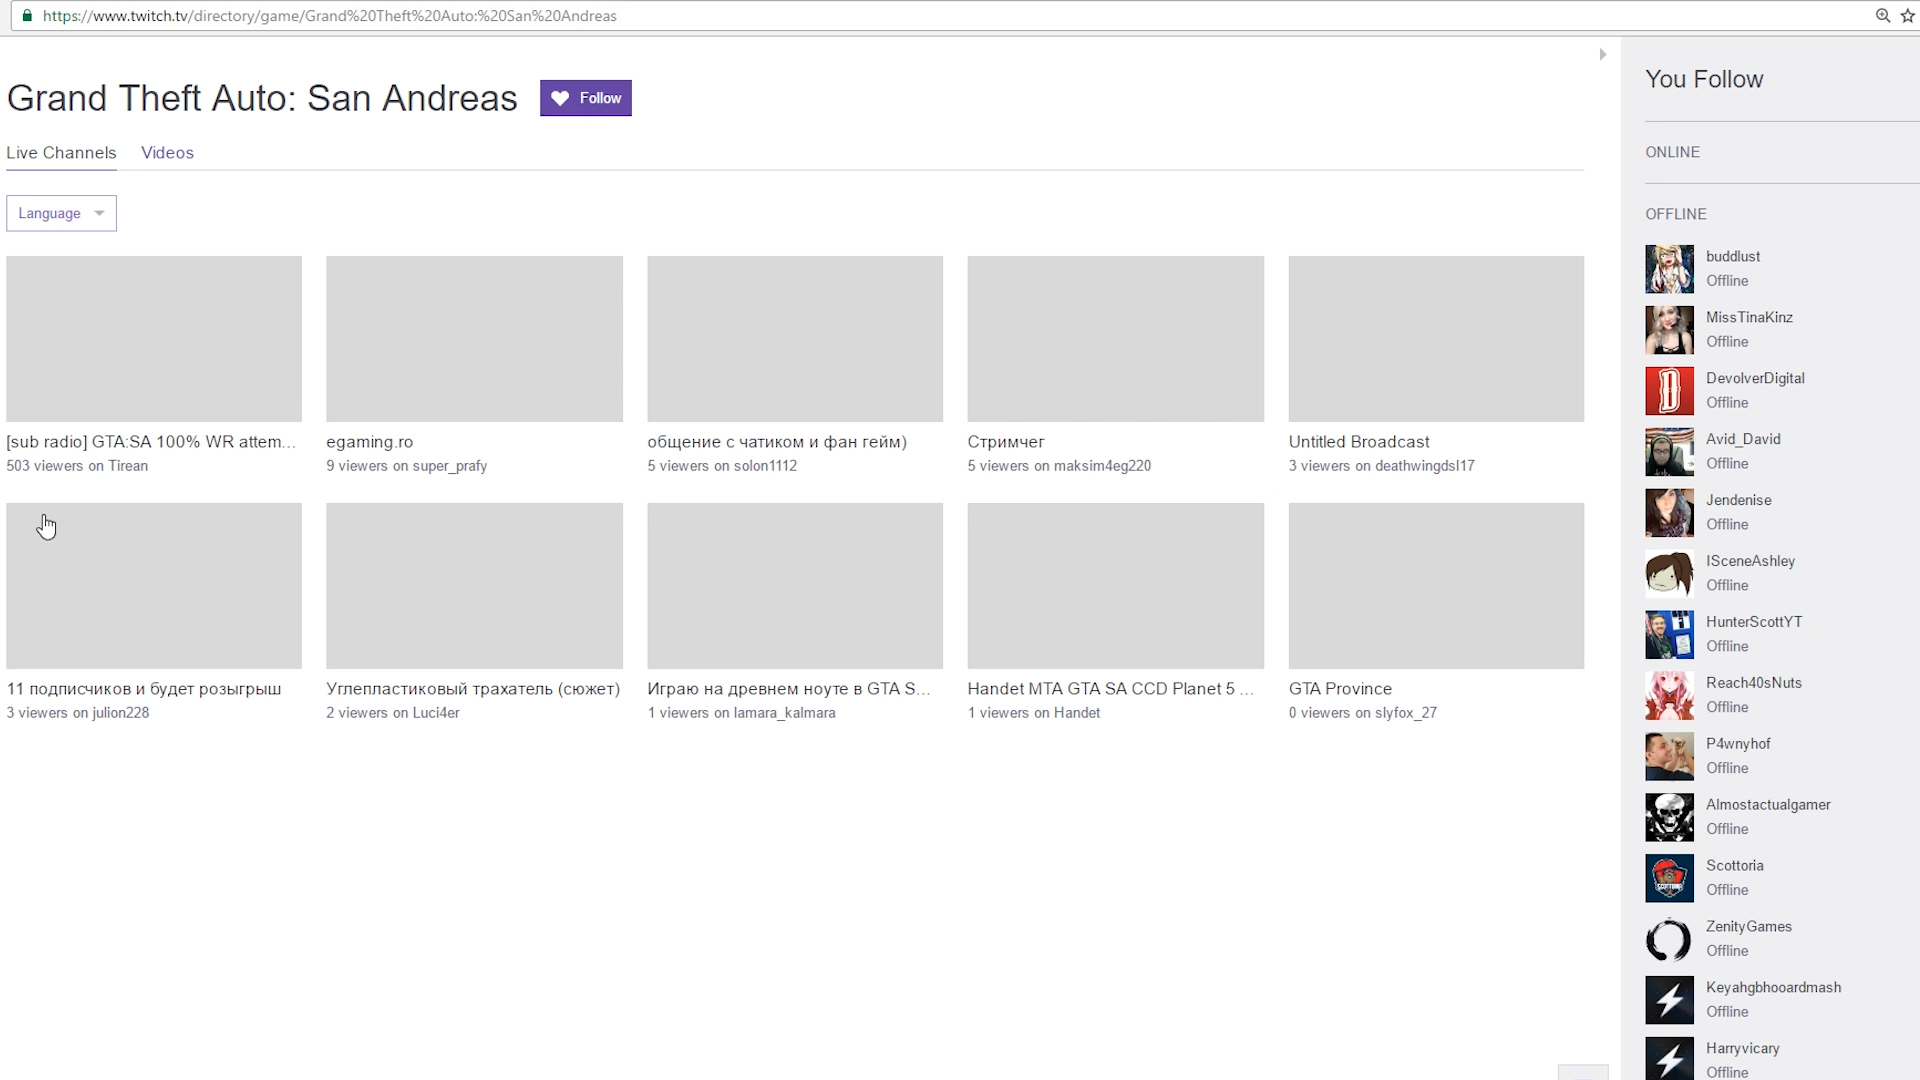 https://www.twitch.tv/directory/game/Grand%20Theft%20Auto:%20San%20Andreas
Grand Theft Auto: San Andreas
Follow
Live Channels
Videos
Language
[sub radio] GTA:SA 100% WR attem...
503 viewers on Tirean
egaming.ro
9 viewers on super_prafy
общение с чатиком и фан гейм)
5 viewers on solon1112
Стримчег
5 viewers on maksim4eg220
Untitled Broadcast
3 viewers on deathwingdsl17
11 подписчиков и будет розыгрыш
3 viewers on julion228
Углепластиковый трахатель (сюжет)
2 viewers on Luci4er
Играю на древнем ноуте в GTA S...
1 viewers on lamara_kalmara
Handet MTA GTA SA CCD Planet 5 ...
1 viewers on Handet
GTA Province
0 viewers on slyfox_27
You Follow
ONLINE
OFFLINE
buddlust
Offline
MissTinaKinz
Offline
DevolverDigital
Offline
Avid_David
Offline
Jendenise
Offline
ISceneAshley
Offline
HunterScottYT
Offline
Reach40sNuts
Offline
P4wnyhof
Offline
Almostactualgamer
Offline
Scottoria
Offline
ZenityGames
Offline
Keyahgbhooardmash
Offline
Harryvicary
Offline